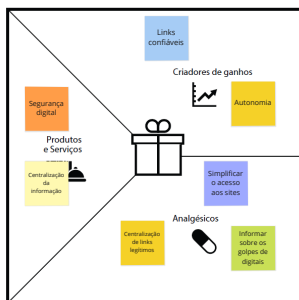 Links
confiáveis
Criadores de ganhos
Autonomia
Segurança
digital
Produtos
e Serviços
Centralização
da
informação
Simplificar
o acesso
aos sites
Analgésicos
Centralização
de links
legítimos
Informar
sobre os
golpes de
digitais